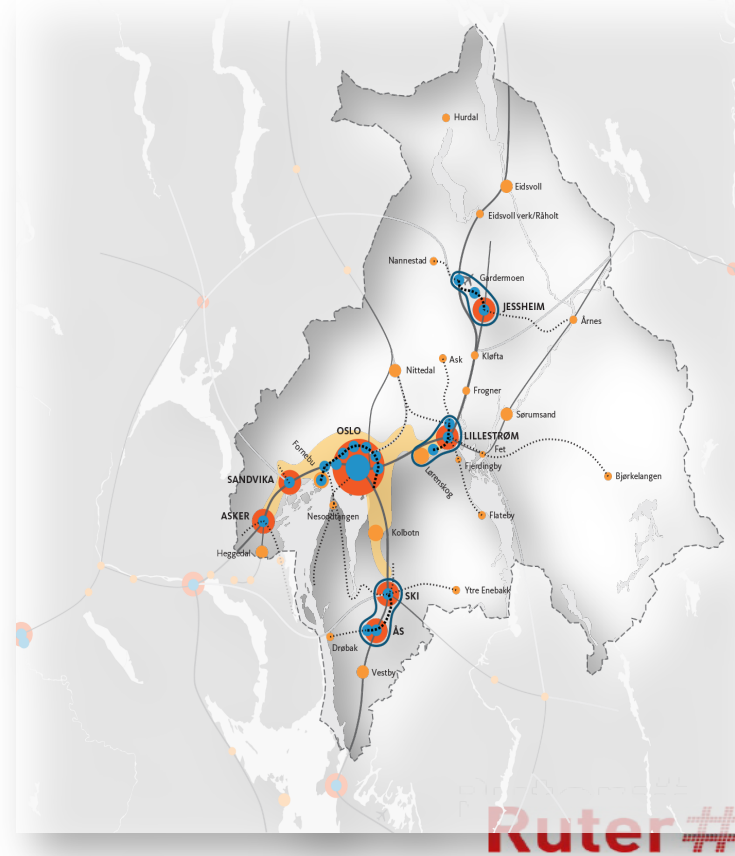 Hurdal
Eidsvoll
Eidsvoll verk/Råholt
Nannestad
Gardermoen
JESSHEIM
Årnes
Ask
Kløfta
Nittedal
Frogner
Sørumsand
OSLO
LILLESTRØM
Fornebu
Fet
Fjerdingby
Lørenskog
SANDVIKA
Bjørkelangen
ASKER
Nesoddtangen
Flateby
Kolbotn
Heggedal
Ytre Enebakk
SKI
ÅS
Drøbak
Vestby
Ruter#